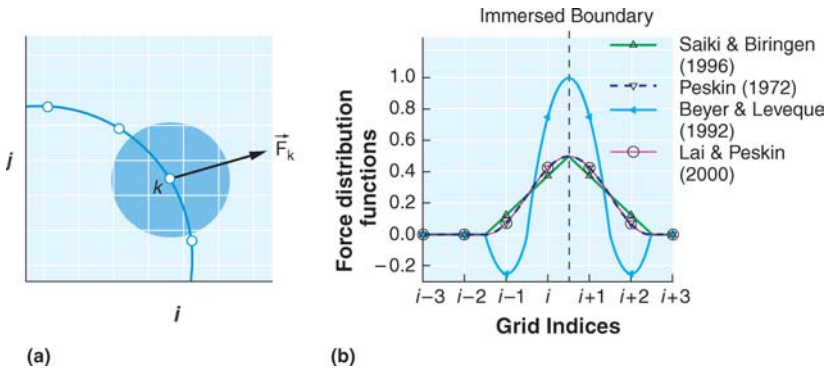 j
k
F⃗k
i
(a)
Immersed Boundary
Force distribution
functions
1.0
0.8
0.6
0.4
0.2
0.0
−0.2
i−3 i−2 i−1 i i+1 i+2 i+3
Grid Indices
Saiki & Biringen
(1996)
Peskin (1972)
Beyer & Leveque
(1992)
Lai & Peskin
(2000)
(b)